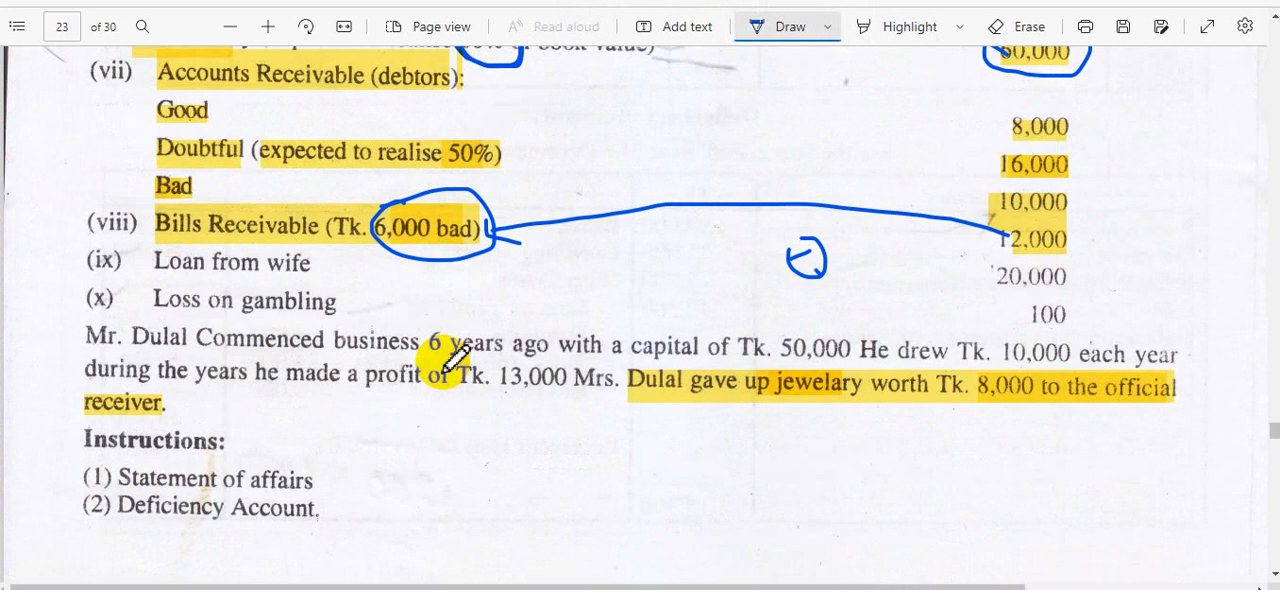 23 of 30 Page view Read aloud Add text Draw Highlight Erase
book value) 60,000
(vii) Accounts Receivable (debtors):
Good 8,000
Doubtful (expected to realise 50%) 16,000
Bad 10,000
(viii) Bills Receivable (Tk. 6,000 bad) 12,000
(ix) Loan from wife 20,000
(x) Loss on gambling 100
Mr. Dulal Commenced business 6 years ago with a capital of Tk. 50,000 He drew Tk. 10,000 each year
during the years he made a profit of Tk. 13,000 Mrs. Dulal gave up jewelary worth Tk. 8,000 to the official
receiver.
Instructions:
(1) Statement of affairs
(2) Deficiency Account.